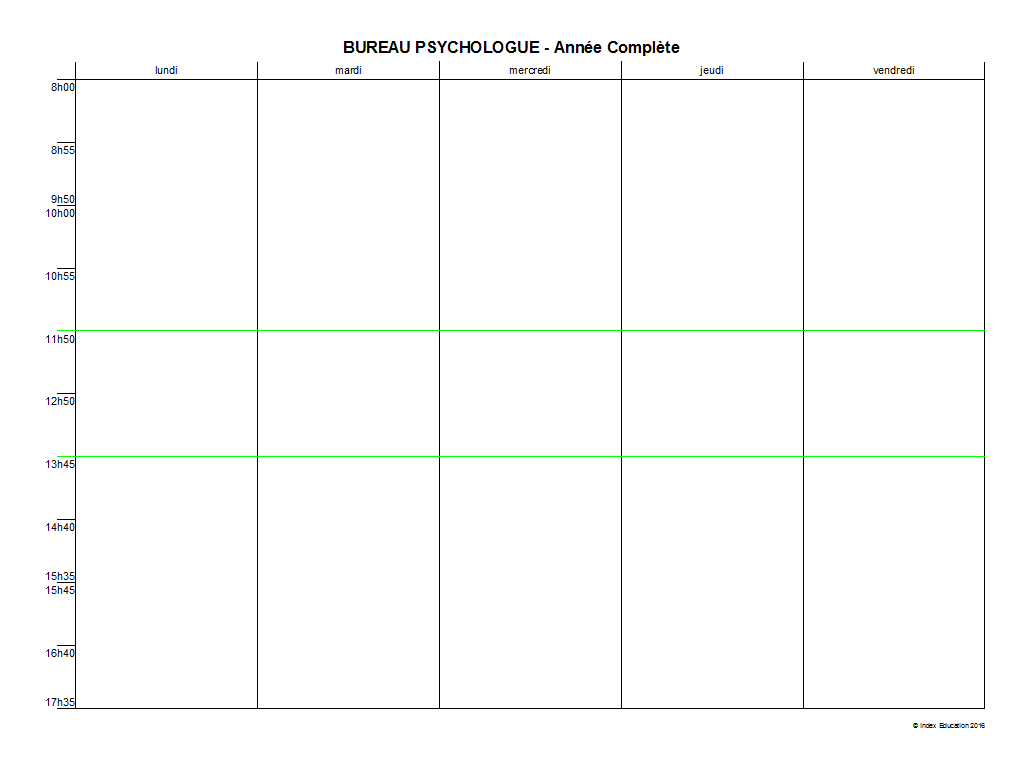 BUREAU PSYCHOLOGUE - Année Complète
lundi mardi mercredi jeudi vendredi
8h00
8h55
9h50
10h00
10h55
11h50
12h50
13h45
14h40
15h35
15h45
16h40
17h35
© Index Education 2016